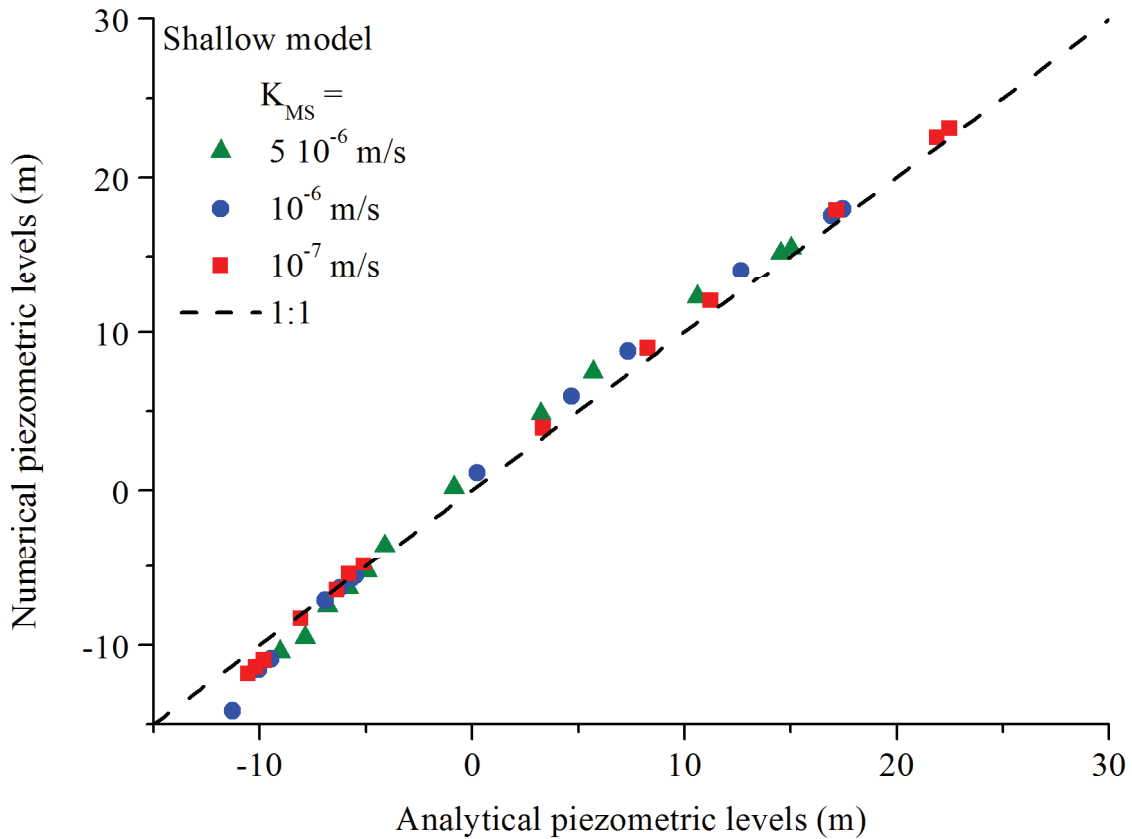 Shallow model
K_MS =
5 10^-6 m/s
10^-6 m/s
10^-7 m/s
1:1
Numerical piezometric levels (m)
30
20
10
0
-10
-10 0 10 20 30
Analytical piezometric levels (m)